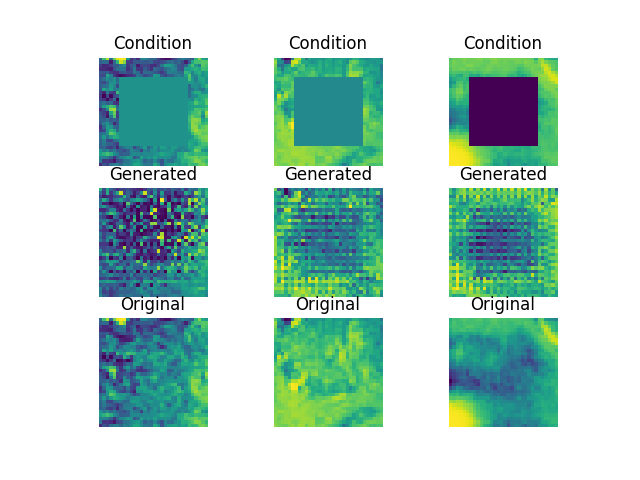 Condition Condition Condition
Generated Generated Generated
Original Original Original